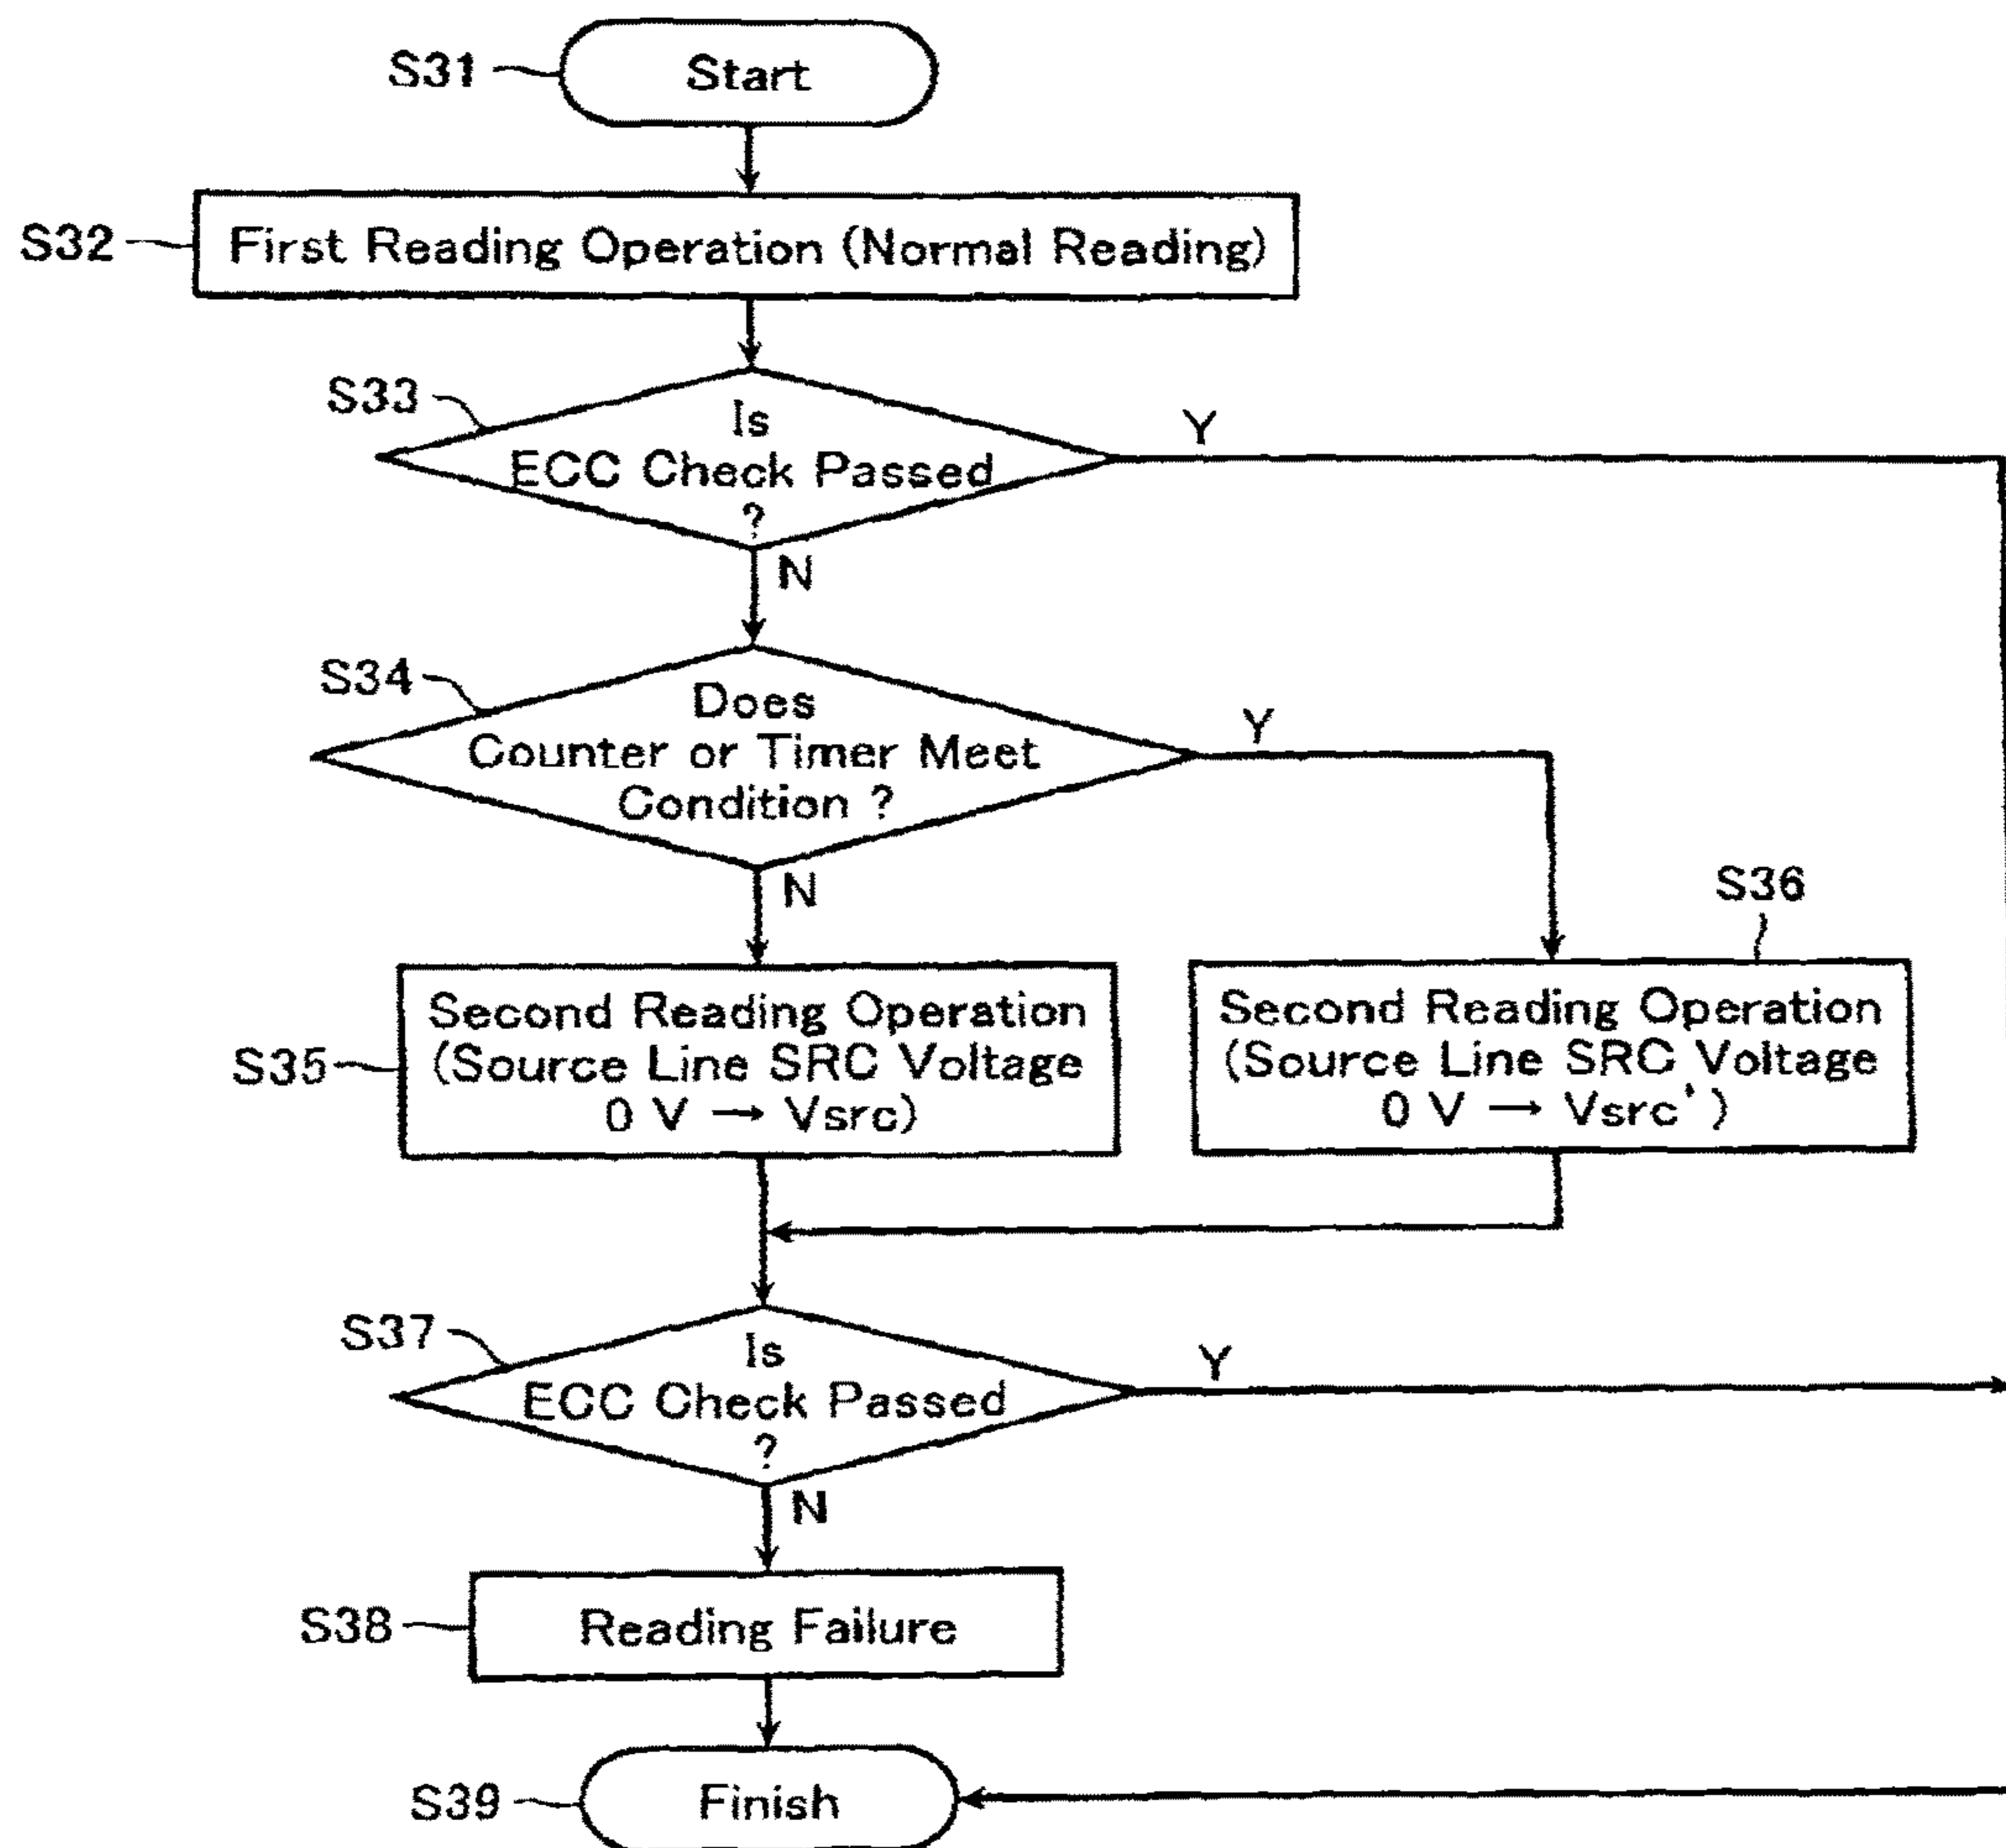 S31
Start
S32
First Reading Operation (Normal Reading)
S33
Is
ECC Check Passed
?
Y
N
S34
Does
Counter or Timer Meet
Condition ?
Y
N
S35
Second Reading Operation
(Source Line SRC Voltage
0 V → Vsrc)
S36
Second Reading Operation
(Source Line SRC Voltage
0 V → Vsrc')
S37
Is
ECC Check Passed
?
Y
N
S38
Reading Failure
S39
Finish